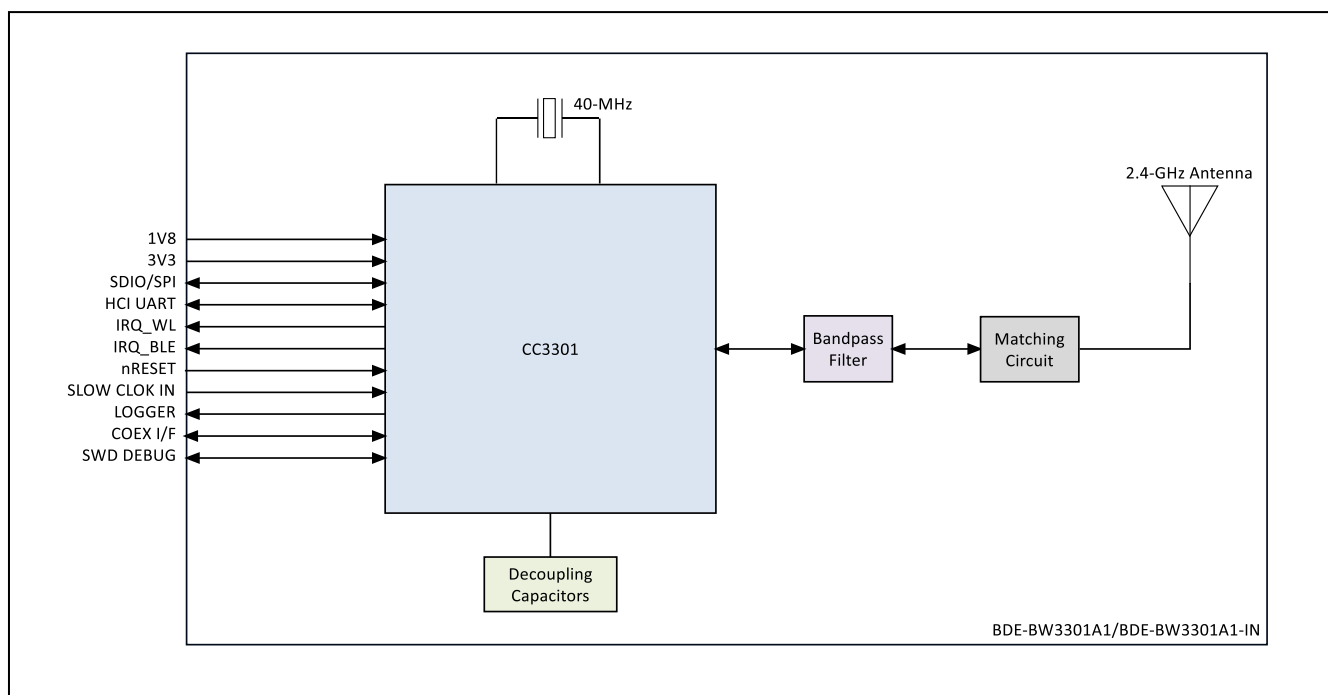 40-MHz
2.4-GHz Antenna
1V8
3V3
SDIO/SPI
HCI UART
IRQ_WL
IRQ_BLE
nRESET
SLOW CLOK IN
LOGGER
COEX I/F
SWD DEBUG
CC3301
Bandpass
Filter
Matching
Circuit
Decoupling
Capacitors
BDE-BW3301A1/BDE-BW3301A1-IN